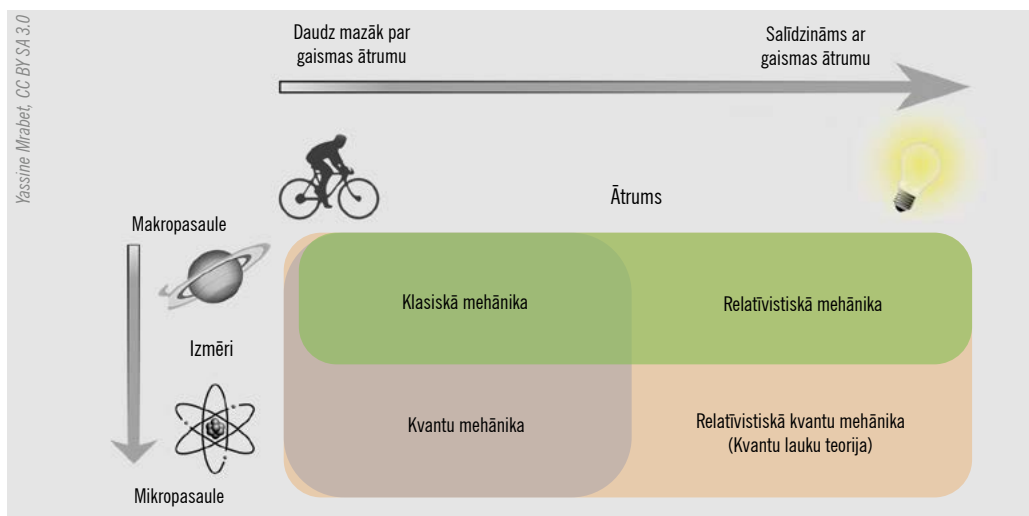 Yassine Mrabet, CC BY SA 3.0
Daudz mazāk par
gaismas ātrumu
Salīdzināms ar
gaismas ātrumu
Ātrums
Makropasaule
Izmēri
Mikropasaule
Klasiskā mehānika
Relatīvistiskā mehānika
Kvantu mehānika
Relatīvistiskā kvantu mehānika
(Kvantu lauku teorija)